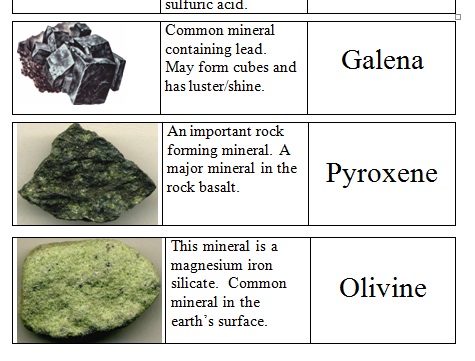 sulfuric acid.
Common mineral
containing lead.
May form cubes and
has luster/shine.
Galena
An important rock
forming mineral. A
major mineral in the
rock basalt.
Pyroxene
This mineral is a
magnesium iron
silicate. Common
mineral in the
earth's surface.
Olivine